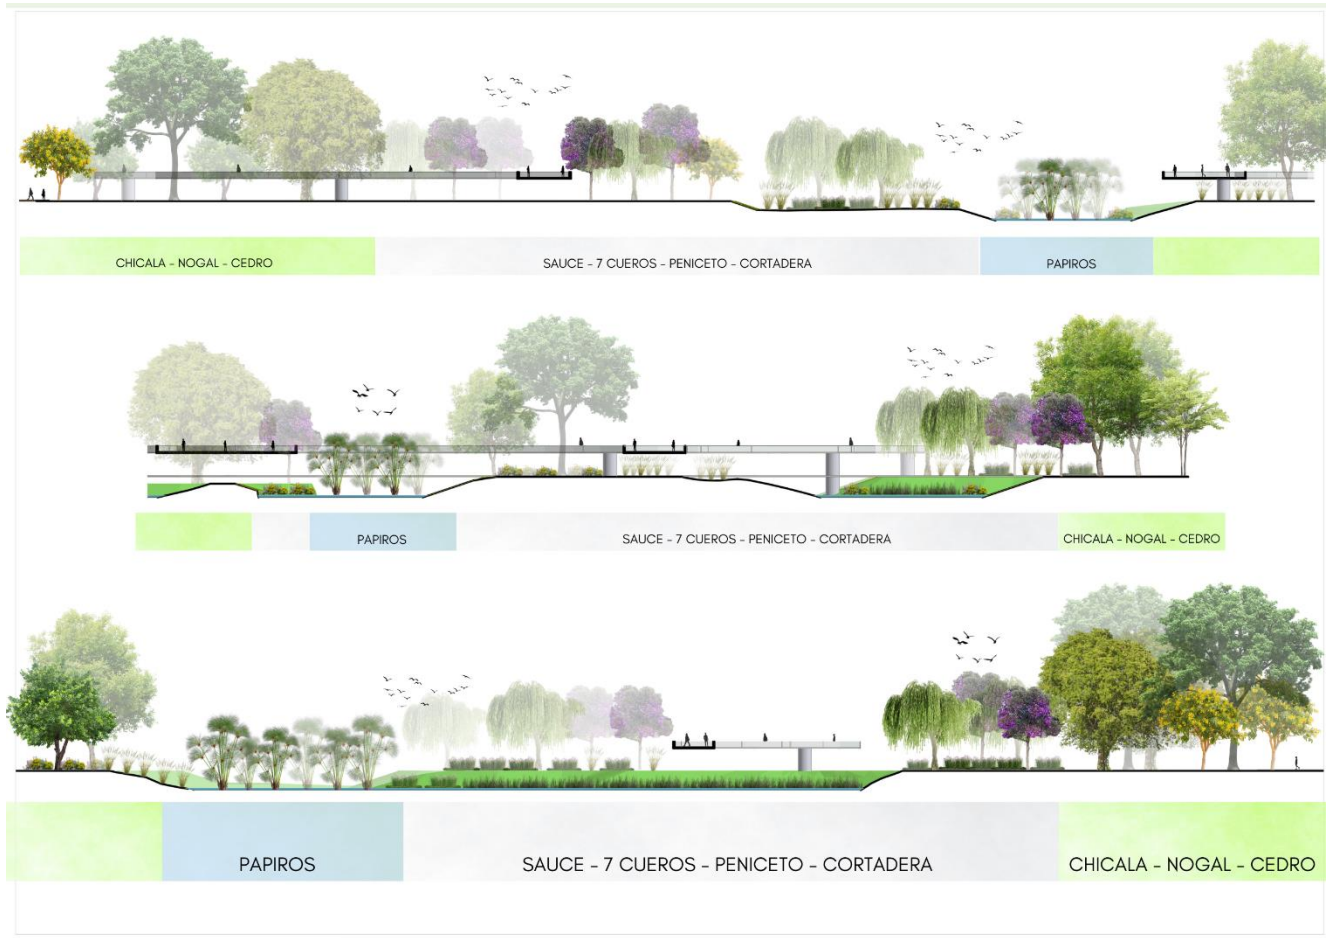 CHICALA - NOGAL - CEDRO
SAUCE - 7 CUEROS - PENICETO - CORTADERA
PAPIROS
PAPIROS
SAUCE - 7 CUEROS - PENICETO - CORTADERA
CHICALA - NOGAL - CEDRO
PAPIROS
SAUCE - 7 CUEROS - PENICETO - CORTADERA
CHICALA - NOGAL - CEDRO